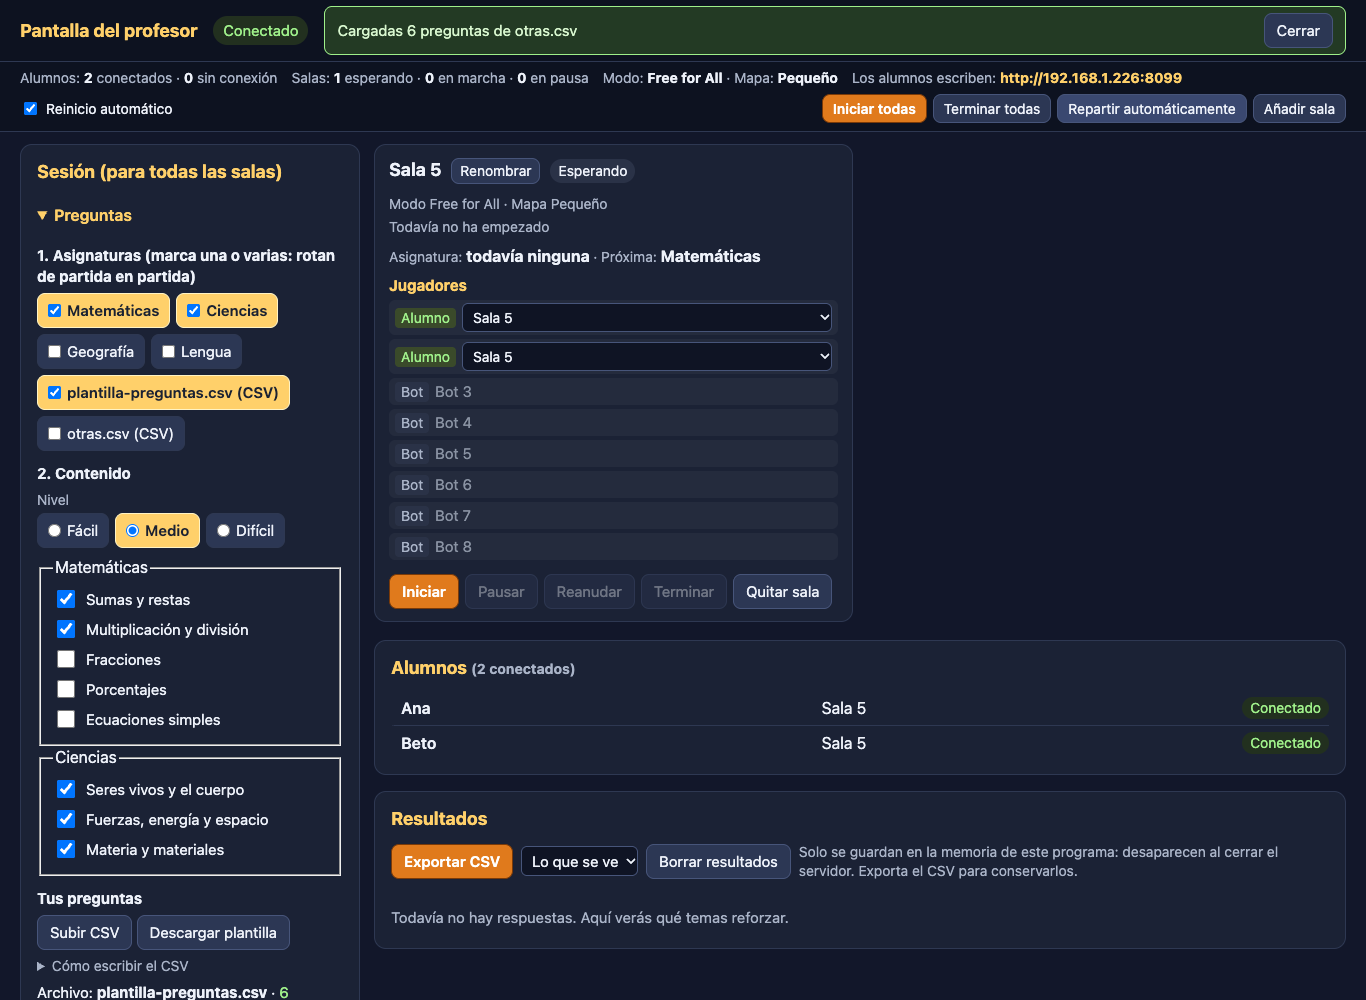 Pantalla del profesor
Conectado
Cargadas 6 preguntas de otras.csv
Cerrar
Alumnos: 2 conectados · 0 sin conexión
Salas: 1 esperando · 0 en marcha · 0 en pausa
Modo: Free for All · Mapa: Pequeño
Los alumnos escriben: http://192.168.1.226:8099
Reinicio automático
Iniciar todas
Terminar todas
Repartir automáticamente
Añadir sala
Sesión (para todas las salas)
Preguntas
1. Asignaturas (marca una o varias: rotan
de partida en partida)
Matemáticas
Ciencias
Geografía
Lengua
plantilla-preguntas.csv (CSV)
otras.csv (CSV)
2. Contenido
Nivel
Fácil
Medio
Difícil
Matemáticas
Sumas y restas
Multiplicación y división
Fracciones
Porcentajes
Ecuaciones simples
Ciencias
Seres vivos y el cuerpo
Fuerzas, energía y espacio
Materia y materiales
Tus preguntas
Subir CSV
Descargar plantilla
Cómo escribir el CSV
Archivo: plantilla-preguntas.csv · 6
Sala 5
Renombrar
Esperando
Modo Free for All · Mapa Pequeño
Todavía no ha empezado
Asignatura: todavía ninguna · Próxima: Matemáticas
Jugadores
Alumno
Sala 5
Alumno
Sala 5
Bot Bot 3
Bot Bot 4
Bot Bot 5
Bot Bot 6
Bot Bot 7
Bot Bot 8
Iniciar
Pausar
Reanudar
Terminar
Quitar sala
Alumnos (2 conectados)
Ana
Sala 5
Conectado
Beto
Sala 5
Conectado
Resultados
Exportar CSV
Lo que se ve
Borrar resultados
Solo se guardan en la memoria de este programa: desaparecen al cerrar el
servidor. Exporta el CSV para conservarlos.
Todavía no hay respuestas. Aquí verás qué temas reforzar.